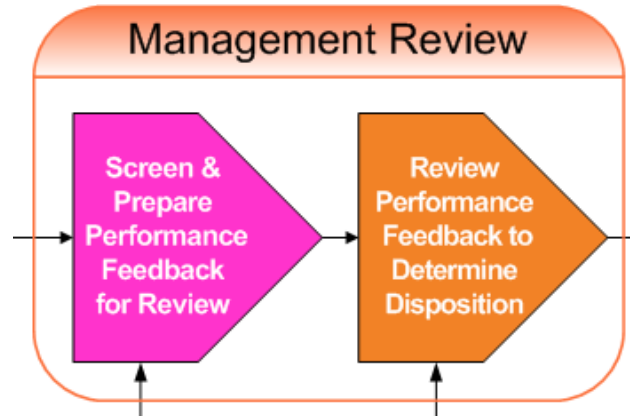 Management Review
Screen &
Prepare
Performance
Feedback
for Review
Review
Performance
Feedback to
Determine
Disposition